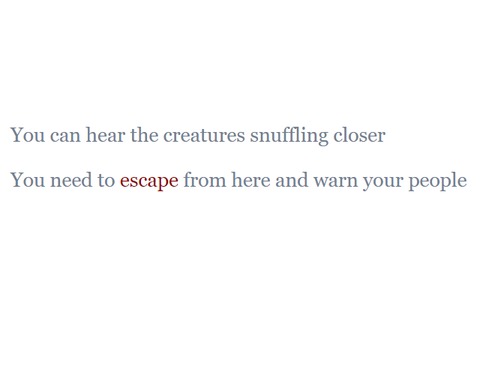 You can hear the creatures snuffling closer
You need to escape from here and warn your people